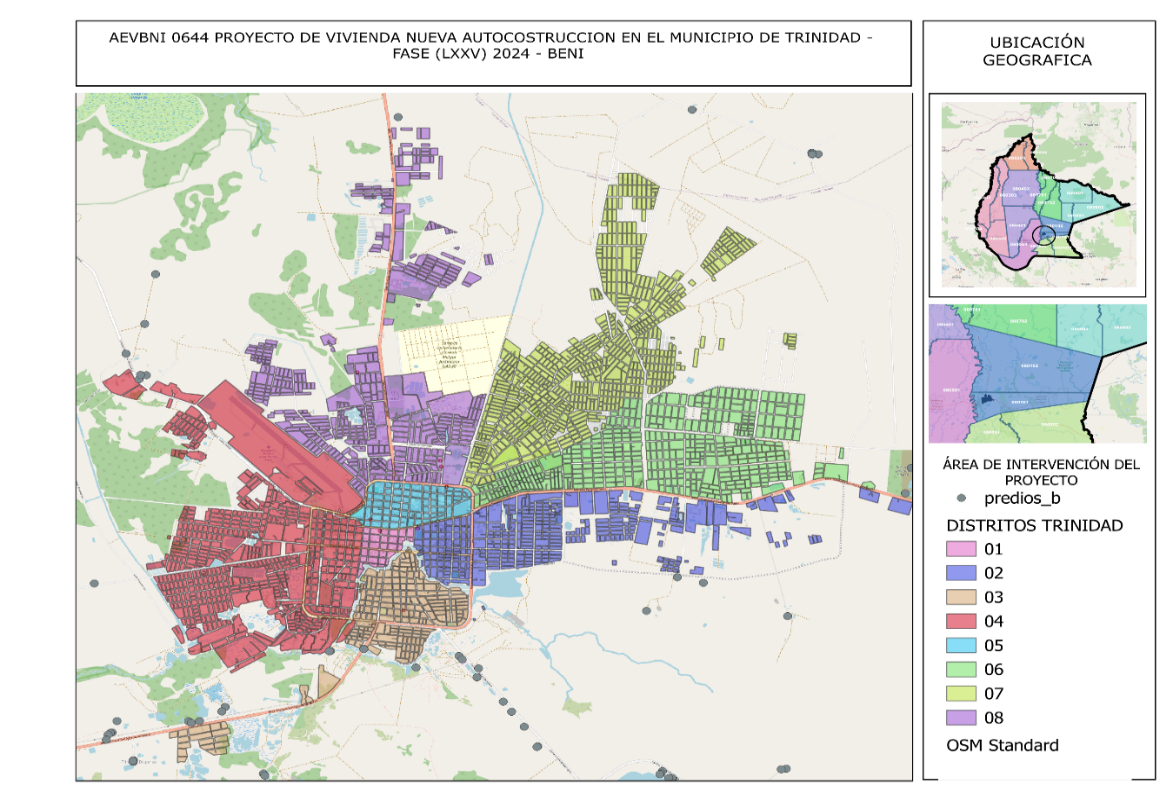 AEVBNI 0644 PROYECTO DE VIVIENDA NUEVA AUTOCOSTRUCCION EN EL MUNICIPIO DE TRINIDAD -
FASE (LXXV) 2024 - BENI
UBICACIÓN
GEOGRAFICA
ÁREA DE INTERVENCIÓN DEL
PROYECTO
predios_b
DISTRITOS TRINIDAD
01
02
03
04
05
06
07
08
OSM Standard